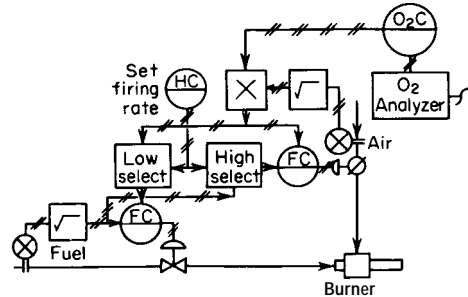 O₂C
Set
firing
rate
HC
×
√
O₂
Analyzer
Air
Low
select
High
select
FC
√
FC
Fuel
Burner